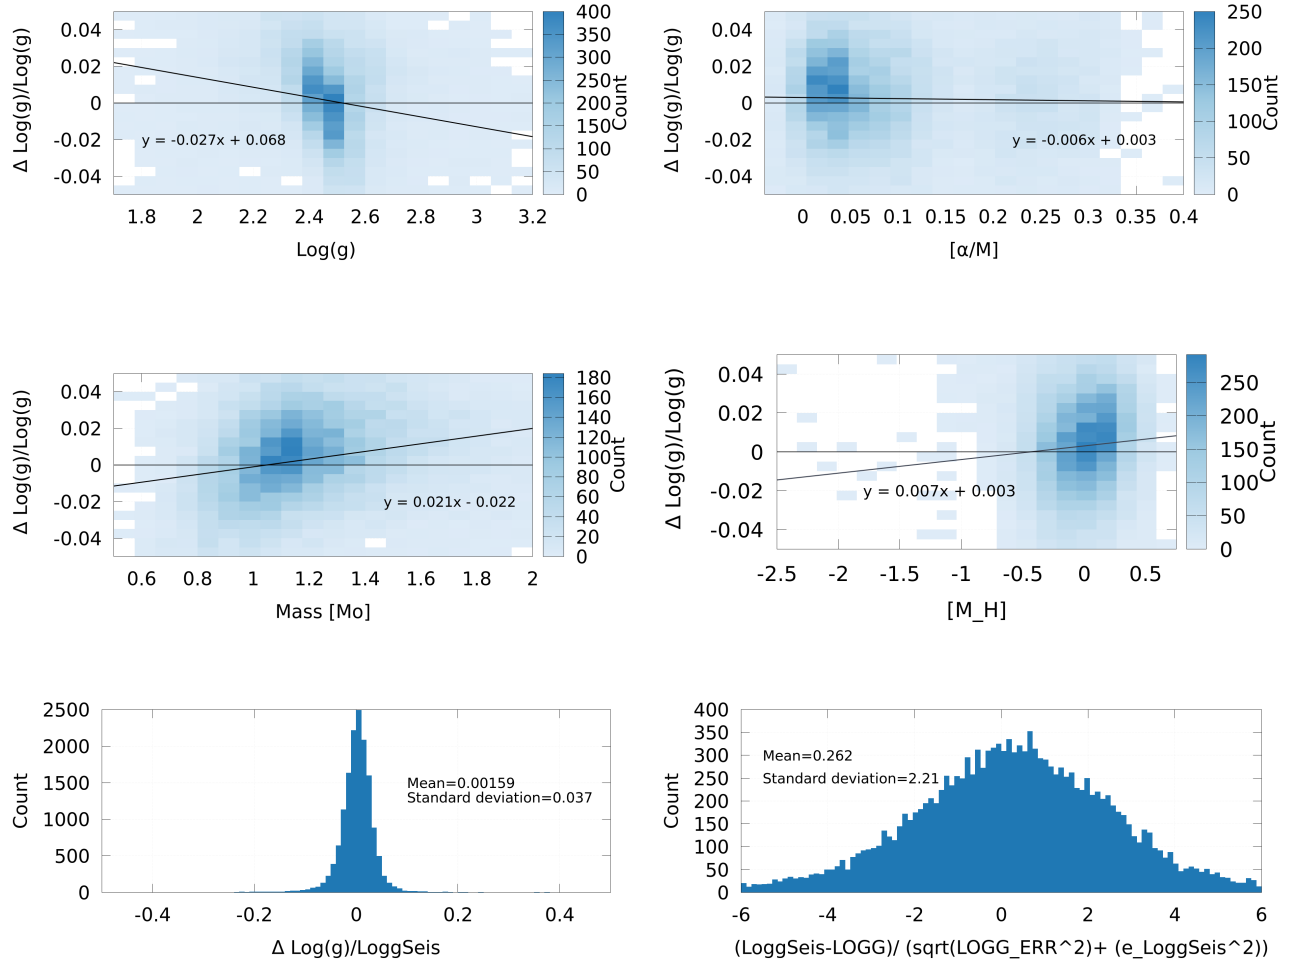 0.04
0.02
0
-0.02
-0.04
Δ Log(g)/Log(g)
y = -0.027x + 0.068
1.8 2 2.2 2.4 2.6 2.8 3 3.2
Log(g)
400
350
300
250
200
150
100
50
0
Count
0.04
0.02
0
-0.02
-0.04
Δ Log(g)/Log(g)
y = -0.006x + 0.003
0 0.05 0.1 0.15 0.2 0.25 0.3 0.35 0.4
[α/M]
250
200
150
100
50
0
Count
0.04
0.02
0
-0.02
-0.04
Δ Log(g)/Log(g)
y = 0.021x - 0.022
0.6 0.8 1 1.2 1.4 1.6 1.8 2
Mass [Mo]
180
160
140
120
100
80
60
40
20
0
Count
0.04
0.02
0
-0.02
-0.04
Δ Log(g)/Log(g)
y = 0.007x + 0.003
-2.5 -2 -1.5 -1 -0.5 0 0.5
[M_H]
250
200
150
100
50
0
Count
2500
2000
1500
1000
500
0
Count
Mean=0.00159
Standard deviation=0.037
-0.4 -0.2 0 0.2 0.4
Δ Log(g)/LoggSeis
400
350
300
250
200
150
100
50
0
Count
Mean=0.262
Standard deviation=2.21
-6 -4 -2 0 2 4 6
(LoggSeis-LOGG)/ (sqrt(LOGG_ERR^2)+ (e_LoggSeis^2))